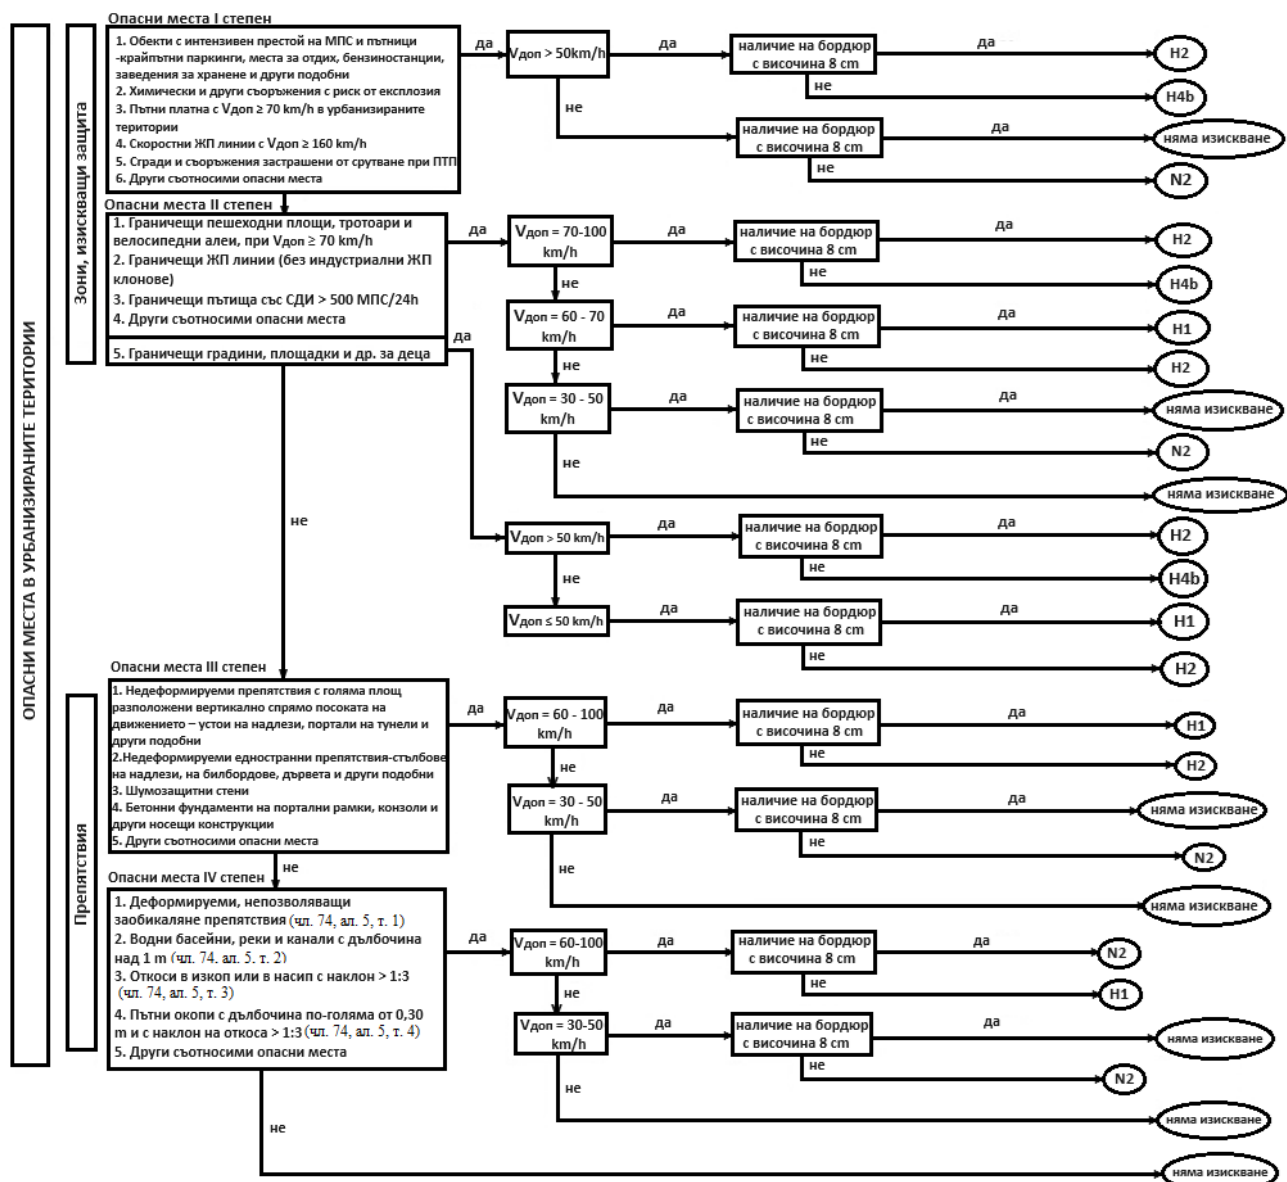 ОПАСНИ МЕСТА В УРБАНИЗИРАНИТЕ ТЕРИТОРИИ
Зони, изискващи защита
Опасни места I степен
1. Обекти с интензивен престой на МПС и пътници
-крайпътни паркинги, места за отдих, бензиностанции,
заведения за хранене и други подобни
2. Химически и други съоръжения с риск от експлозия
3. Пътни платна с Vдоп ≥ 70 km/h в урбанизираните
територии
4. Скоростни ЖП линии с Vдоп ≥ 160 km/h
5. Сгради и съоръжения застрашени от срутване при ПТП
6. Други съотносими опасни места
да
Vдоп > 50km/h
да
наличие на бордюр
с височина 8 cm
да
H2
не
H4b
не
наличие на бордюр
с височина 8 cm
да
няма изискване
не
N2
Опасни места II степен
1. Граничещи пешеходни площи, тротоари и
велосипедни алеи, при Vдоп ≥ 70 km/h
2. Граничещи ЖП линии (без индустриални ЖП
клонове)
3. Граничещи пътища със СДИ > 500 МПС/24h
4. Други съотносими опасни места
5. Граничещи градини, площадки и др. за деца
да
Vдоп = 70-100
km/h
да
наличие на бордюр
с височина 8 cm
да
H2
не
H4b
не
Vдоп = 60 - 70
km/h
да
наличие на бордюр
с височина 8 cm
да
H1
не
H2
не
Vдоп = 30 - 50
km/h
да
наличие на бордюр
с височина 8 cm
да
няма изискване
не
N2
не
няма изискване
да
Vдоп > 50 km/h
да
наличие на бордюр
с височина 8 cm
да
H2
не
H4b
не
Vдоп ≤ 50 km/h
да
наличие на бордюр
с височина 8 cm
да
H1
не
H2
не
Препятствия
Опасни места III степен
1. Недеформируеми препятствия с голяма площ
разположени вертикално спрямо посоката на
движението – устои на надлези, портали на тунели и
други подобни
2.Недеформируеми едностранни препятствия-стълбове
на надлези, на билбордове, дървета и други подобни
3. Шумозащитни стени
4. Бетонни фундаменти на портални рамки, конзоли и
други носещи конструкции
5. Други съотносими опасни места
да
Vдоп = 60 - 100
km/h
да
наличие на бордюр
с височина 8 cm
да
H1
не
H2
не
Vдоп = 30 - 50
km/h
да
наличие на бордюр
с височина 8 cm
да
няма изискване
не
N2
не
няма изискване
не
Опасни места IV степен
1. Деформируеми, непозволяващи
заобикаляне препятствия (чл. 74, ал. 5, т. 1)
2. Водни басейни, реки и канали с дълбочина
над 1 m (чл. 74, ал. 5, т. 2)
3. Откоси в изкоп или в насип с наклон > 1:3
(чл. 74, ал. 5, т. 3)
4. Пътни окопи с дълбочина по-голяма от 0,30
m и с наклон на откоса > 1:3 (чл. 74, ал. 5, т. 4)
5. Други съотносими опасни места
да
Vдоп = 60-100
km/h
да
наличие на бордюр
с височина 8 cm
да
N2
не
H1
не
Vдоп = 30-50
km/h
да
наличие на бордюр
с височина 8 cm
да
няма изискване
не
N2
не
няма изискване
не
няма изискване